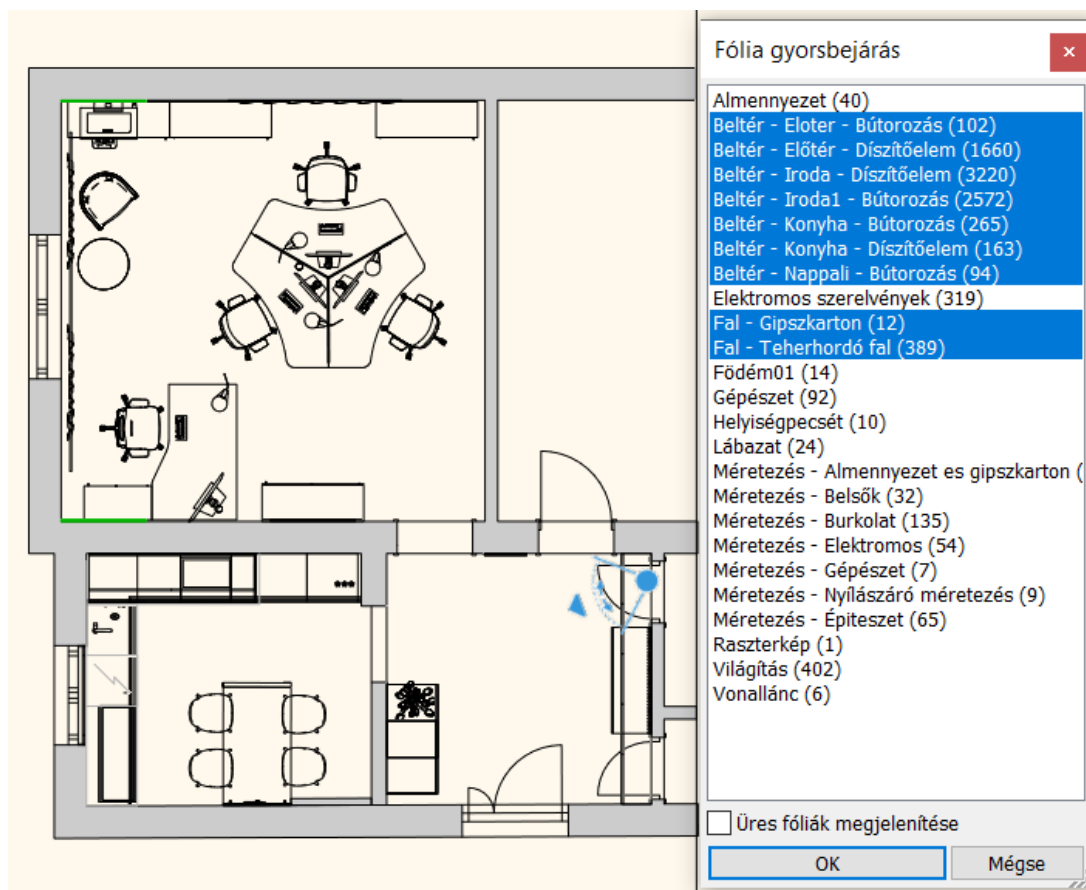 Fólia gyorsbejárás
Almennyezet (40)
Beltér - Eloter - Bútorozás (102)
Beltér - Előtér - Díszítőelem (1660)
Beltér - Iroda - Díszítőelem (3220)
Beltér - Iroda1 - Bútorozás (2572)
Beltér - Konyha - Bútorozás (265)
Beltér - Konyha - Díszítőelem (163)
Beltér - Nappali - Bútorozás (94)
Elektromos szerelvények (319)
Fal - Gipszkarton (12)
Fal - Teherhordó fal (389)
Födém01 (14)
Gépészet (92)
Helyiségpecsét (10)
Lábazat (24)
Méretezés - Almennyezet es gipszkarton (
Méretezés - Belsők (32)
Méretezés - Burkolat (135)
Méretezés - Elektromos (54)
Méretezés - Gépészet (7)
Méretezés - Nyílászáró méretezés (9)
Méretezés - Épiteszet (65)
Raszterkép (1)
Világítás (402)
Vonallánc (6)
Üres fóliák megjelenítése
OK Mégse